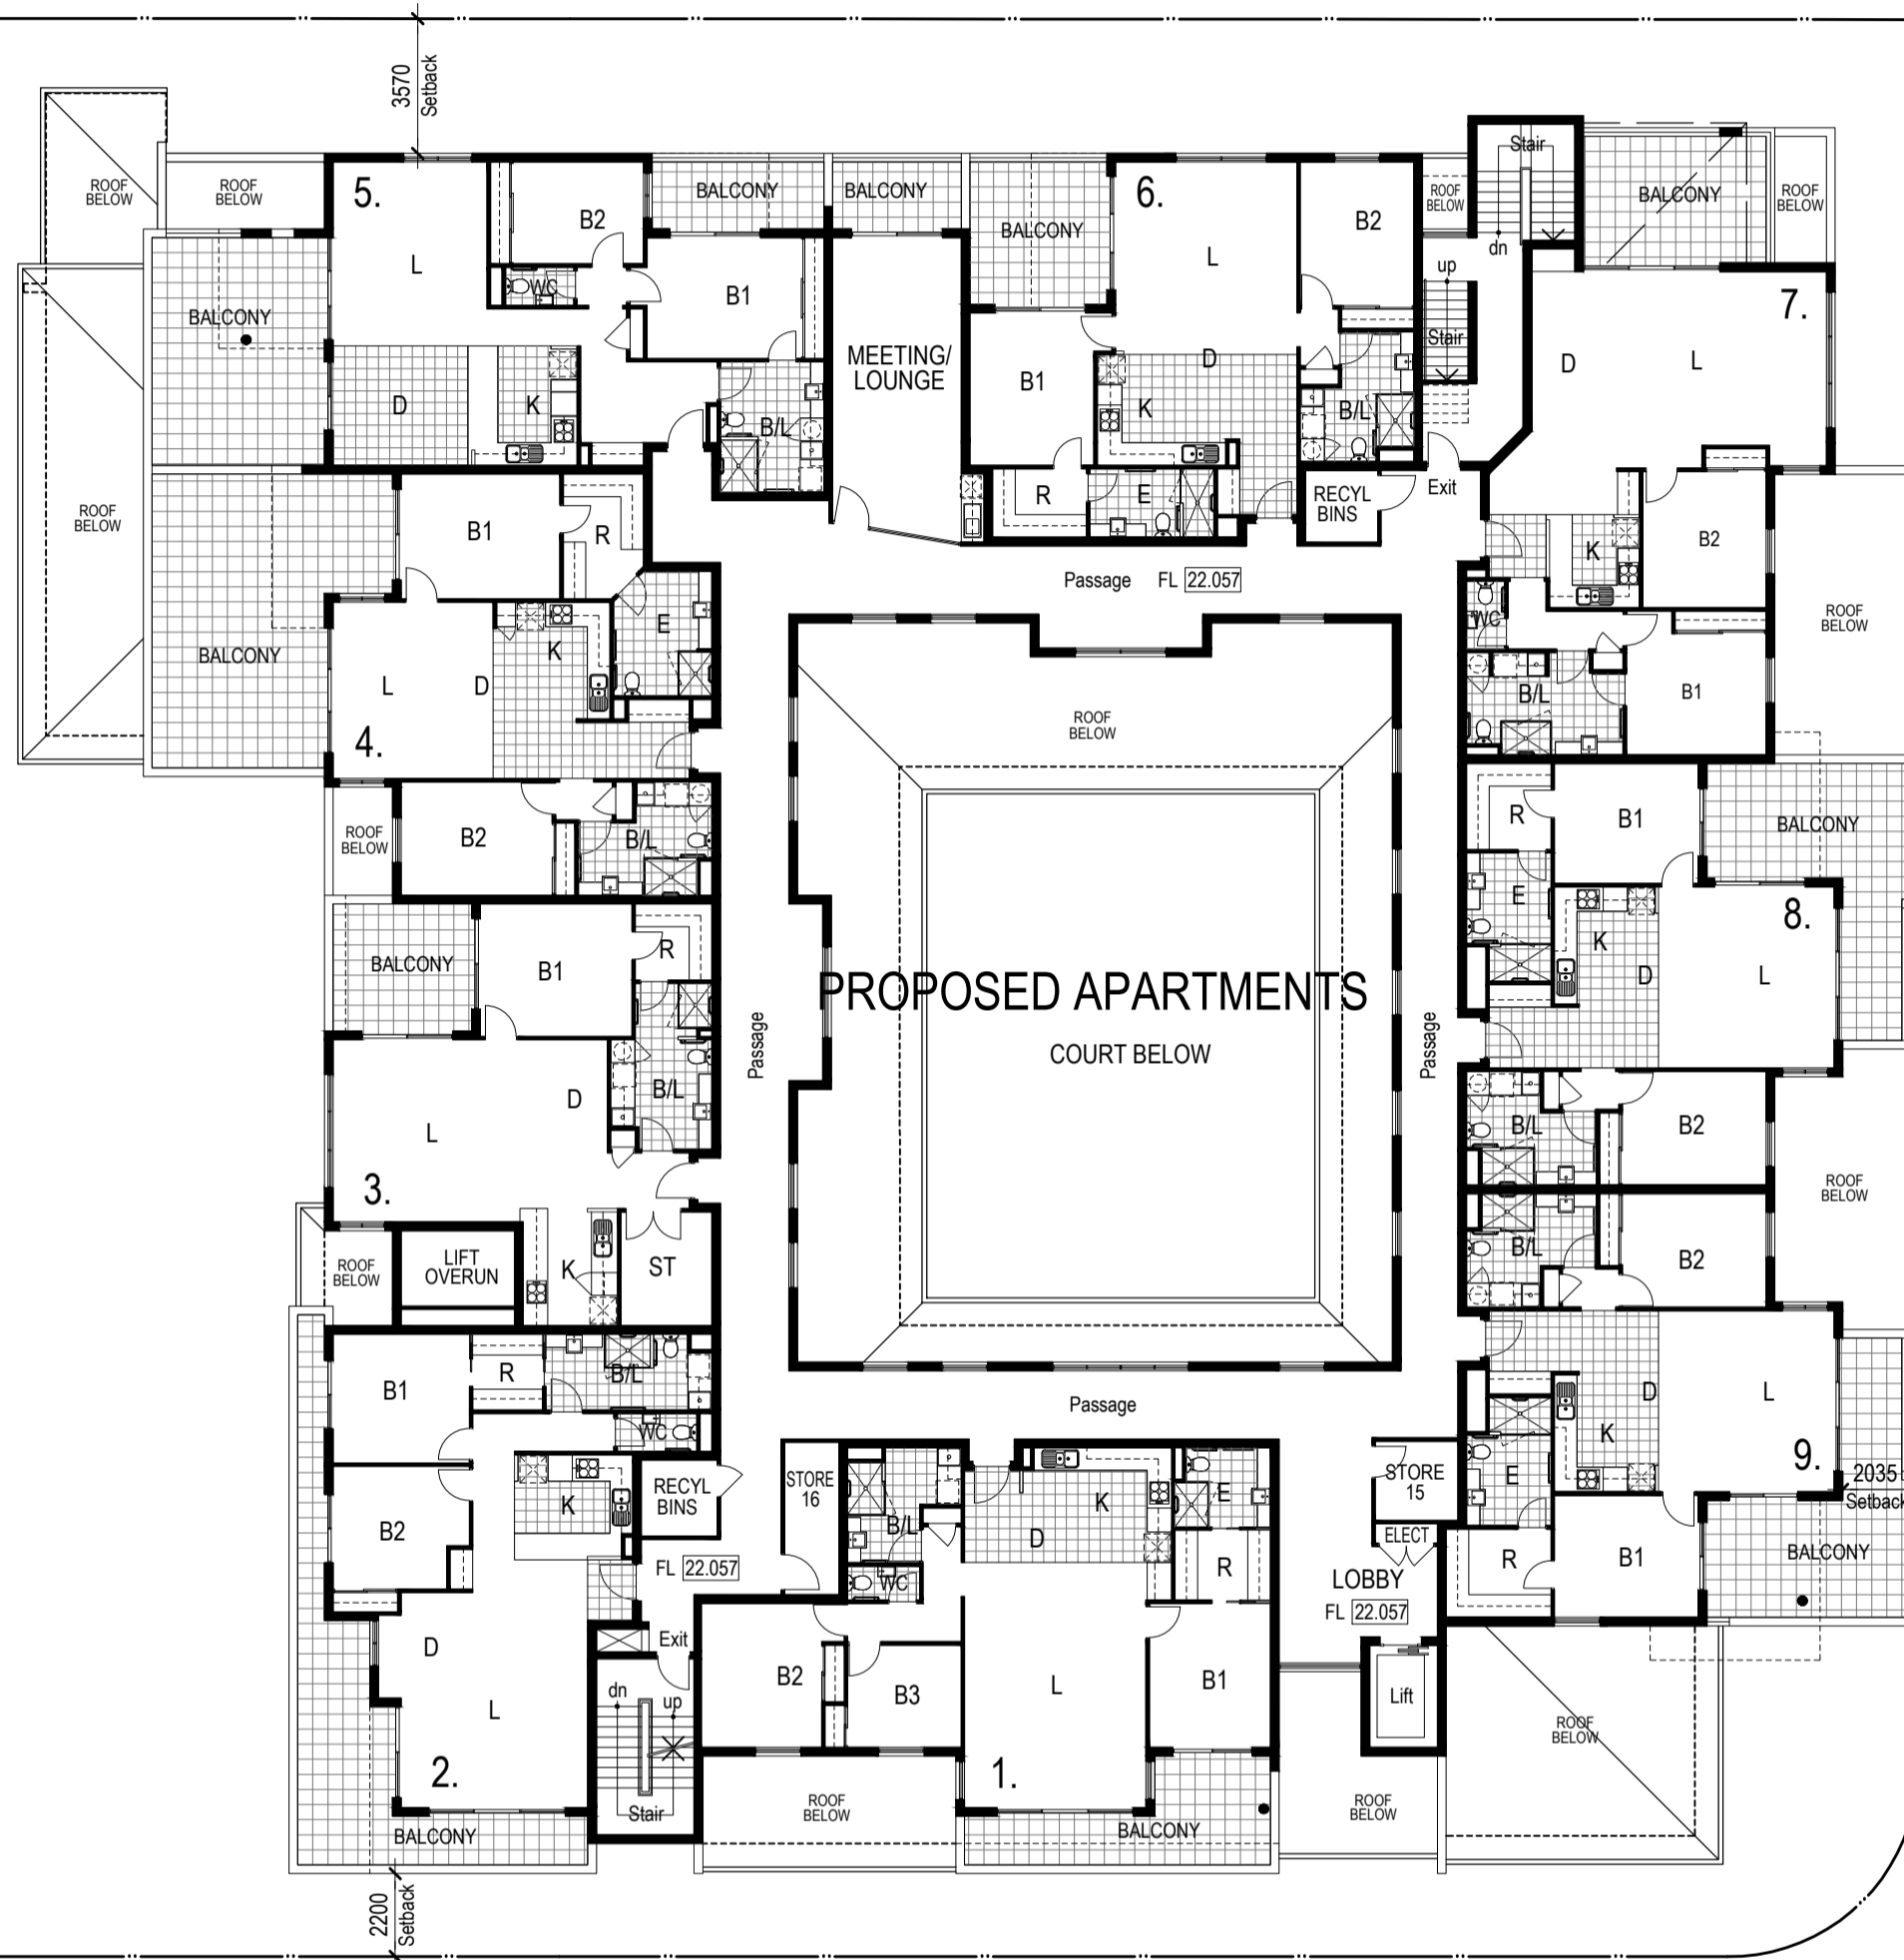 3570
Setback
ROOF
BELOW
ROOF
BELOW
5.
B2
BALCONY
BALCONY
BALCONY
6.
B2
ROOF
BELOW
Stair
dn
BALCONY
ROOF
BELOW
L
WC
B1
L
up
Stair
7.
BALCONY
MEETING/
LOUNGE
B1
D
D
L
D
K
B/L
K
B/L
ROOF
BELOW
B1
R
R
E
RECYL
BINS
Exit
K
B2
Passage
FL 22.057
ROOF
BELOW
WC
BALCONY
L
D
K
E
B/L
B1
4.
ROOF
BELOW
ROOF
BELOW
B2
B/L
R
B1
BALCONY
E
8.
BALCONY
B1
R
K
D
L
PROPOSED APARTMENTS
COURT BELOW
Passage
Passage
D
B/L
L
3.
B/L
B2
ROOF
BELOW
ROOF
BELOW
LIFT
OVERUN
K
ST
B/L
B2
B1
R
B/L
WC
Passage
D
L
K
9.
2035
Setback
B2
K
RECYL
BINS
STORE
16
B/L
K
D
E
STORE
15
E
ELECT
R
WC
R
B1
BALCONY
FL 22.057
LOBBY
FL 22.057
D
Exit
L
dn
up
B2
B3
L
B1
Lift
ROOF
BELOW
2.
Stair
1.
ROOF
BELOW
ROOF
BELOW
BALCONY
BALCONY
2200
Setback